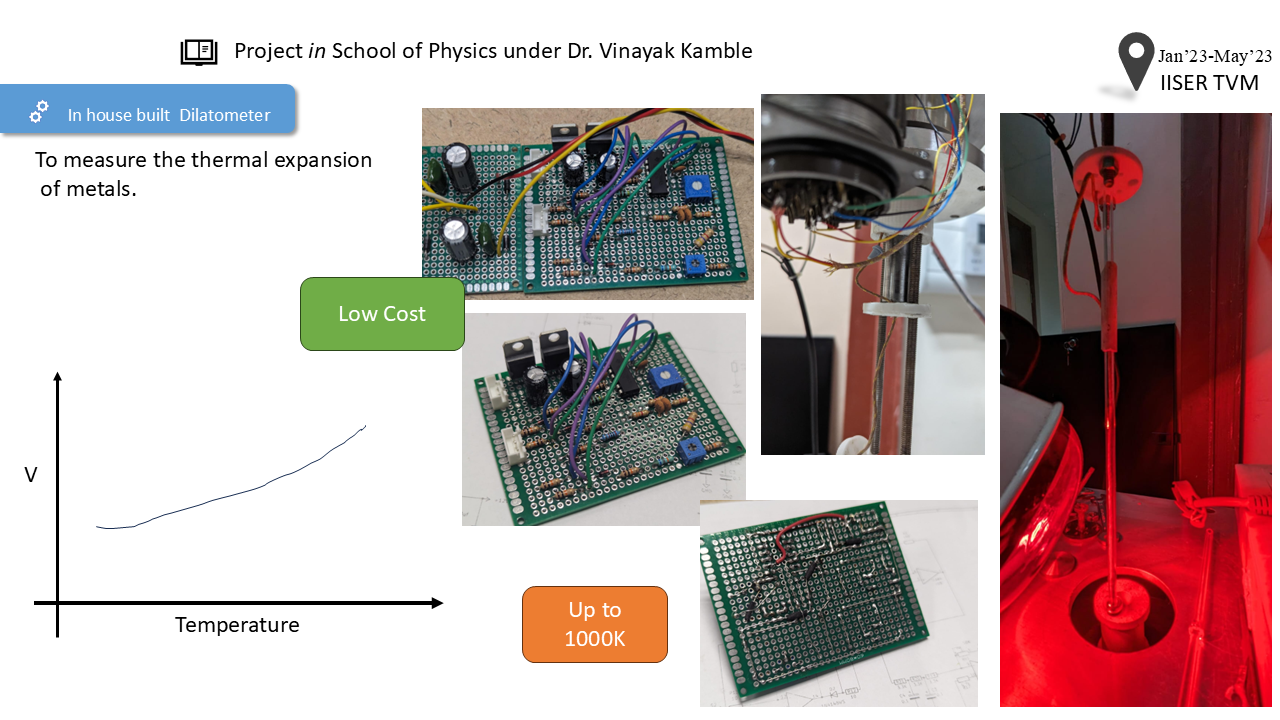 Project in School of Physics under Dr. Vinayak Kamble
Jan’23-May’23
IISER TVM
In house built Dilatometer
To measure the thermal expansion
of metals.
Low Cost
V
Temperature
Up to
1000K